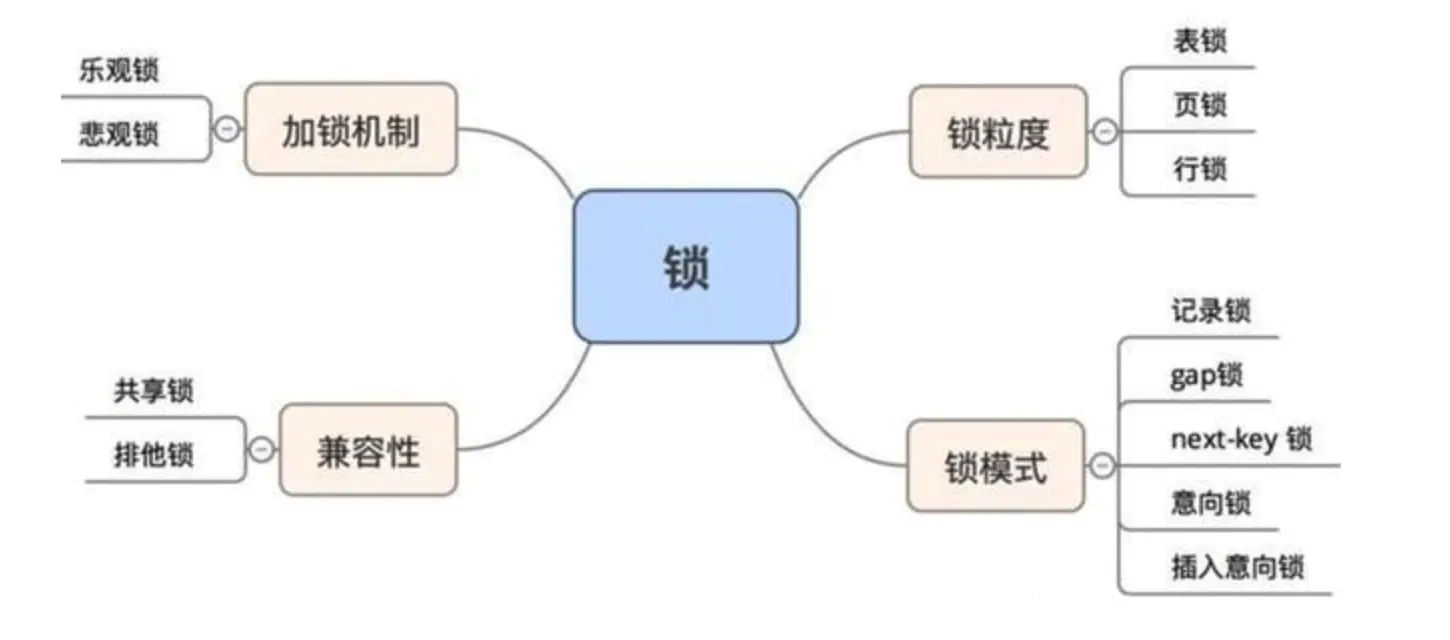 锁
加锁机制
乐观锁
悲观锁
兼容性
共享锁
排他锁
锁粒度
表锁
页锁
行锁
锁模式
记录锁
gap锁
next-key 锁
意向锁
插入意向锁